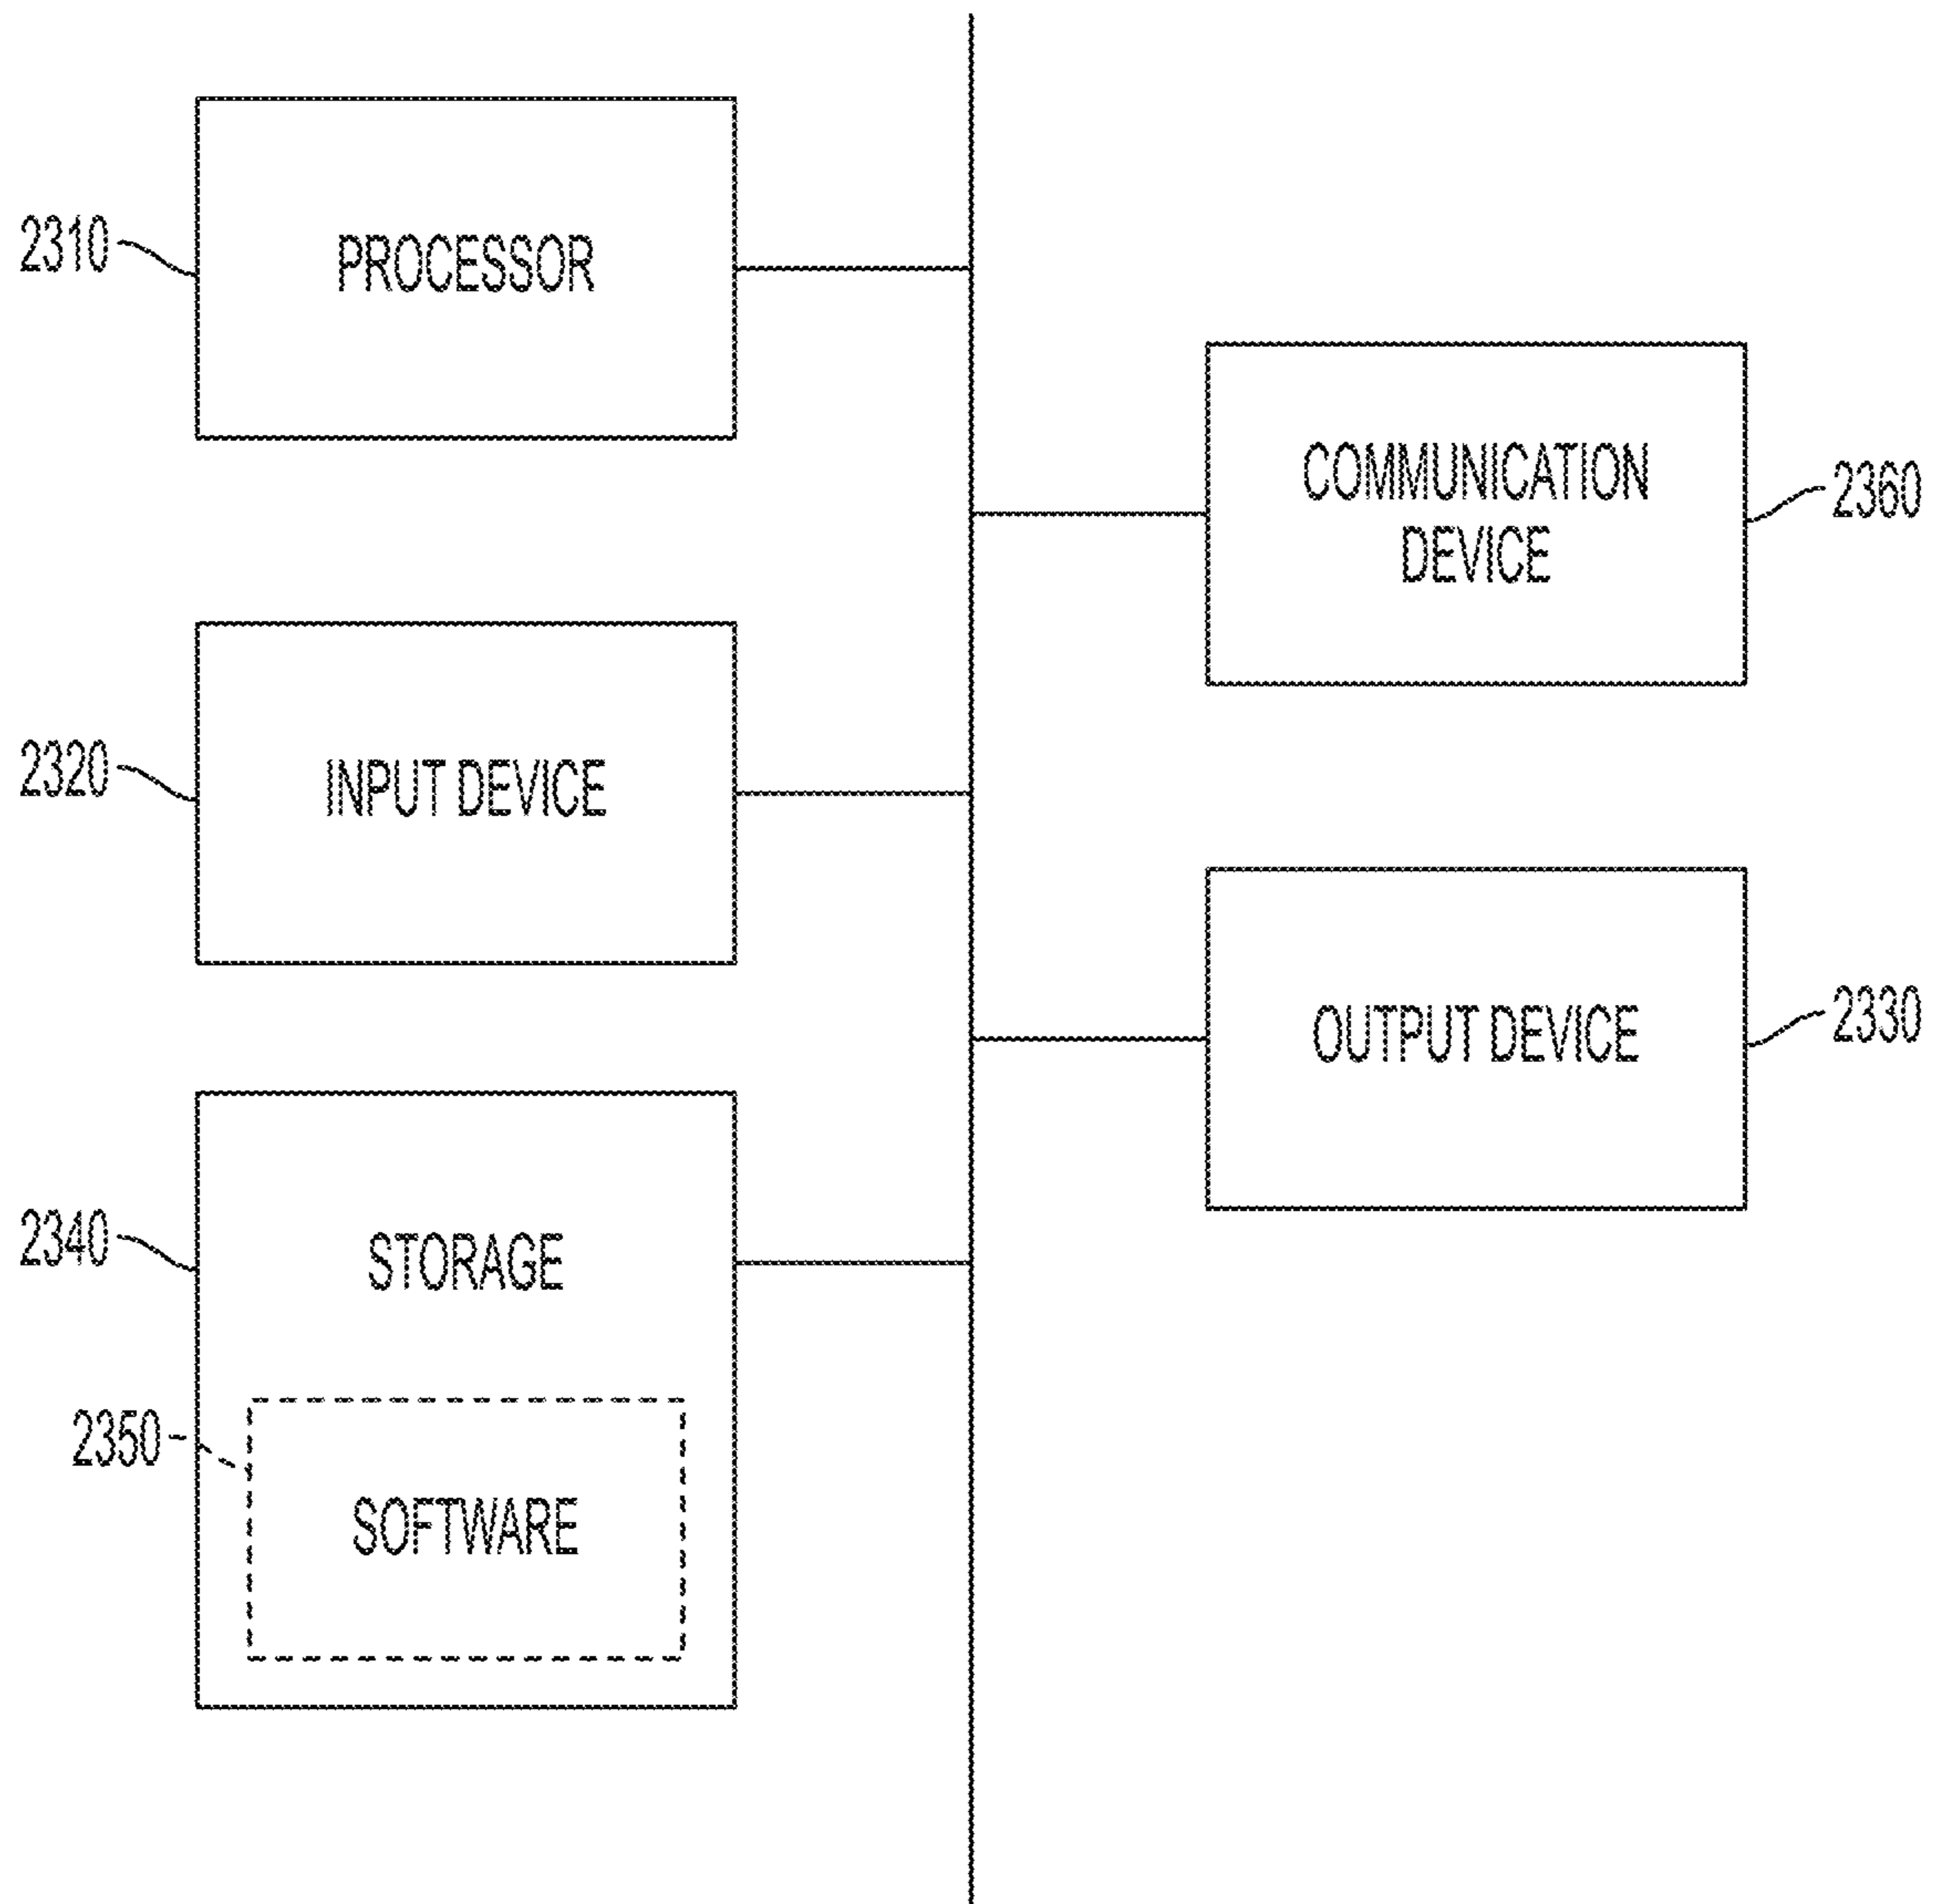 2310
PROCESSOR
COMMUNICATION
DEVICE
2360
2320
INPUT DEVICE
OUTPUT DEVICE
2330
2340
STORAGE
2350
SOFTWARE